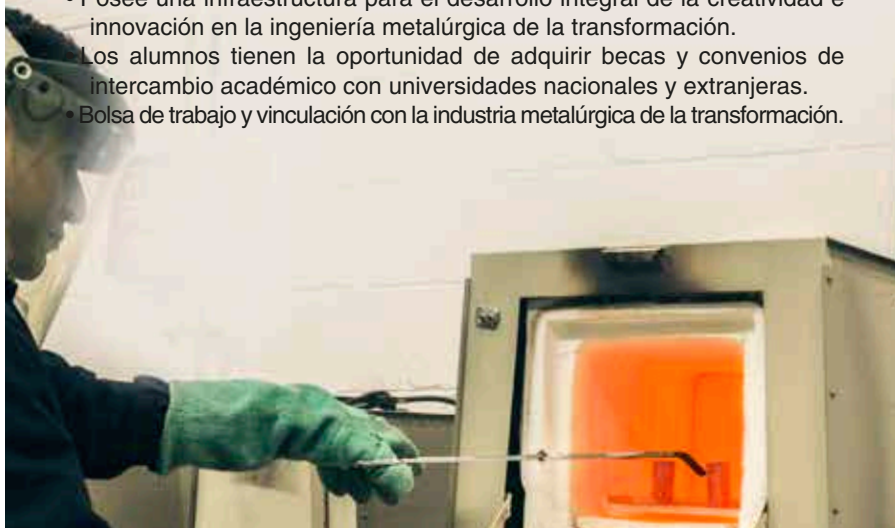 • Posee una infraestructura para el desarrollo integral de la creatividad e
innovación en la ingeniería metalúrgica de la transformación.
Los alumnos tienen la oportunidad de adquirir becas y convenios de
intercambio académico con universidades nacionales y extranjeras.
• Bolsa de trabajo y vinculación con la industria metalúrgica de la transformación.